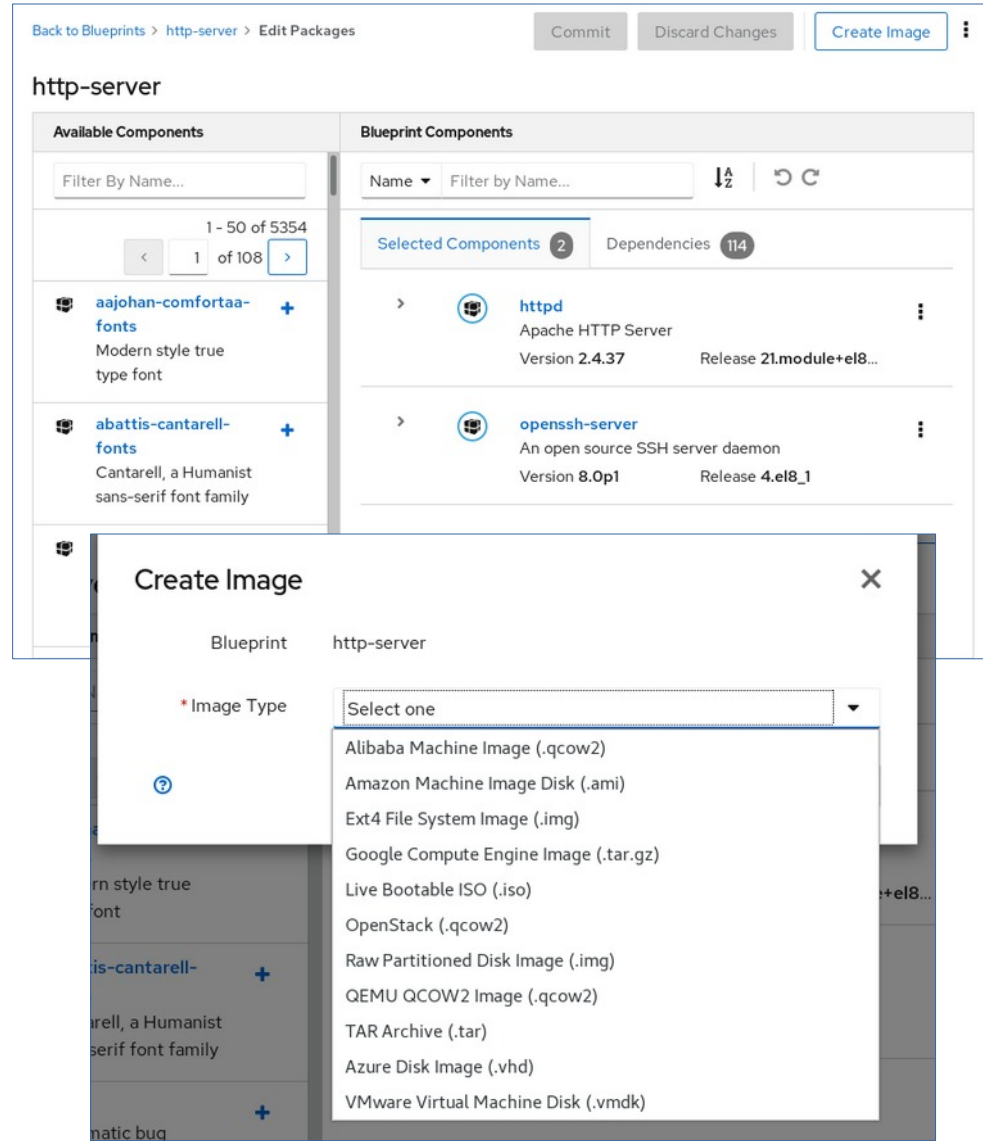 Back to Blueprints > http-server > Edit Packages
Commit
Discard Changes
Create Image
http-server
Available Components
Blueprint Components
Filter By Name...
Name
Filter by Name...
1 - 50 of 5354
1 of 108
Selected Components 2
Dependencies 114
aajohan-comfortaa-
fonts
Modern style true
type font
httpd
Apache HTTP Server
Version 2.4.37
Release 21.module+el8...
abattis-cantarell-
fonts
Cantarell, a Humanist
sans-serif font family
openssh-server
An open source SSH server daemon
Version 8.0p1
Release 4.el8_1
Create Image
Blueprint
http-server
* Image Type
Select one
Alibaba Machine Image (.qcow2)
Amazon Machine Image Disk (.ami)
Ext4 File System Image (.img)
Google Compute Engine Image (.tar.gz)
Live Bootable ISO (.iso)
OpenStack (.qcow2)
Raw Partitioned Disk Image (.img)
QEMU QCOW2 Image (.qcow2)
TAR Archive (.tar)
Azure Disk Image (.vhd)
VMware Virtual Machine Disk (.vmdk)
rn style true
font
+el8...
is-cantarell-
arell, a Humanist
serif font family
matic bug